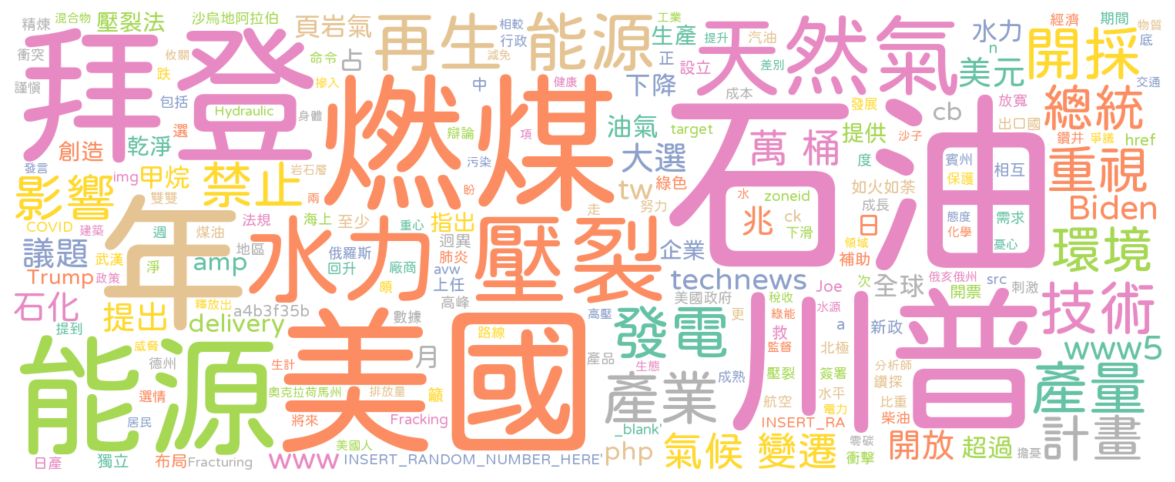 精煉 混合物 壓裂法 沙烏地阿拉伯 頁岩氣 相較 工業 水力 經濟 期間 物質
衝突 攸關 拜登 命令 占 行政 再生 能源 生產 提升 汽油 天然氣 n 開採 底
謹慎 趺 包括 Hydraulic 身體 摻入 中 減免 健康 正 下降 設立 差別 美元 放寬 交通
創造 選 乾淨 燃煤 辯論 項 油氣 target 成本 萬 桶 發展 提供 cb 出口國 總統
發言 img 甲烷 禁止 岩石層 兩 污染 盼 大選 綠色 石油 沙子 鑽井 爭議 href
影響 雙雙 年 海上 至少 重心 努力 走 tw 水 zoneid 度 賓州 相互 重視
COVID 建築 週 煤油 法規 水力 指出 壓裂 兆 ck 日 如火如荼 成長 保護 Biden
議題 武漢 地區 俄羅斯 廠商 迥異 肺炎 企業 下滑 領域 態度 需求 環境
Trump 政策 淨 amp 回升 avw 上任 technews 補助 化學 憂心
石化 釋放出 a4b3f35b 籲 高峰 美國政府 稅收 Joe 次 全球 俄亥俄州 src 刺激
提出 提到 delivery 數據 高壓 路線 發電 更 綠能 水源 a 新政 開票 技術
能源 威脅 德州 生計 美國 月 產品 救 監督 北極 川普 分析師 www5
選情 奧克拉荷馬州 排放量 籲 生態 成熟 壓裂 簽署 鑽探 產量
居民 將來 Fracking 產業 航空 水平 比重
日產 獨立 布局 Fracturing www 美國人 _blank' INSERT_RA 電力 柴油 零碳 計畫
INSERT_RANDOM_NUMBER_HERE' php 氣候 變遷 開放 超過 衝擊 擔憂